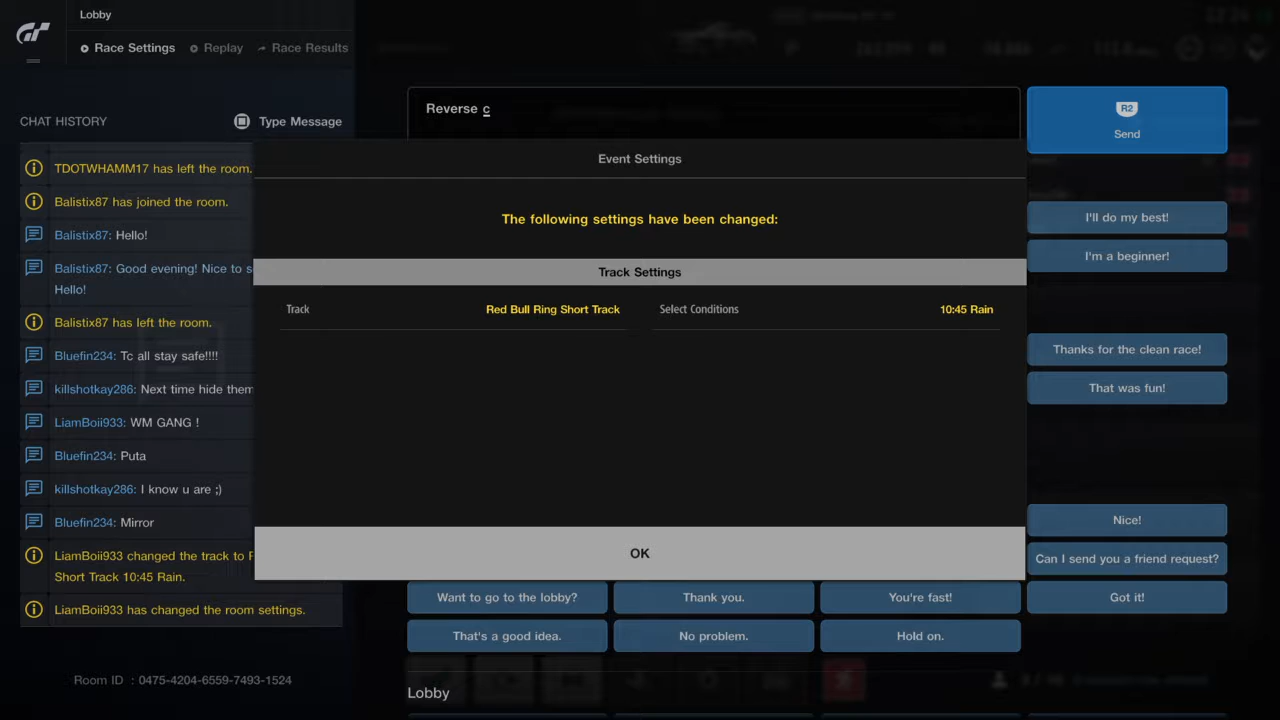 Lobby
Race Settings
Replay
Race Results
CHAT HISTORY
Type Message
TDOTWHAMM17 has left the room.
Balistix87 has joined the room.
Balistix87: Hello!
Balistix87: Good evening! Nice to s
Hello!
Balistix87 has left the room.
Bluefin234: Tc all stay safe!!!!
killshotkay286: Next time hide them
LiamBoii933: WM GANG !
Bluefin234: Puta
killshotkay286: I know u are ;)
Bluefin234: Mirror
LiamBoii933 changed the track to R
Short Track 10:45 Rain.
LiamBoii933 has changed the room settings.
Room ID : 0475-4204-6559-7493-1524
Reverse c
R2
Send
Event Settings
The following settings have been changed:
Track Settings
Track
Red Bull Ring Short Track
Select Conditions
10:45 Rain
OK
I'll do my best!
I'm a beginner!
Thanks for the clean race!
That was fun!
Nice!
Can I send you a friend request?
Want to go to the lobby?
Thank you.
You're fast!
Got it!
That's a good idea.
No problem.
Hold on.
Lobby